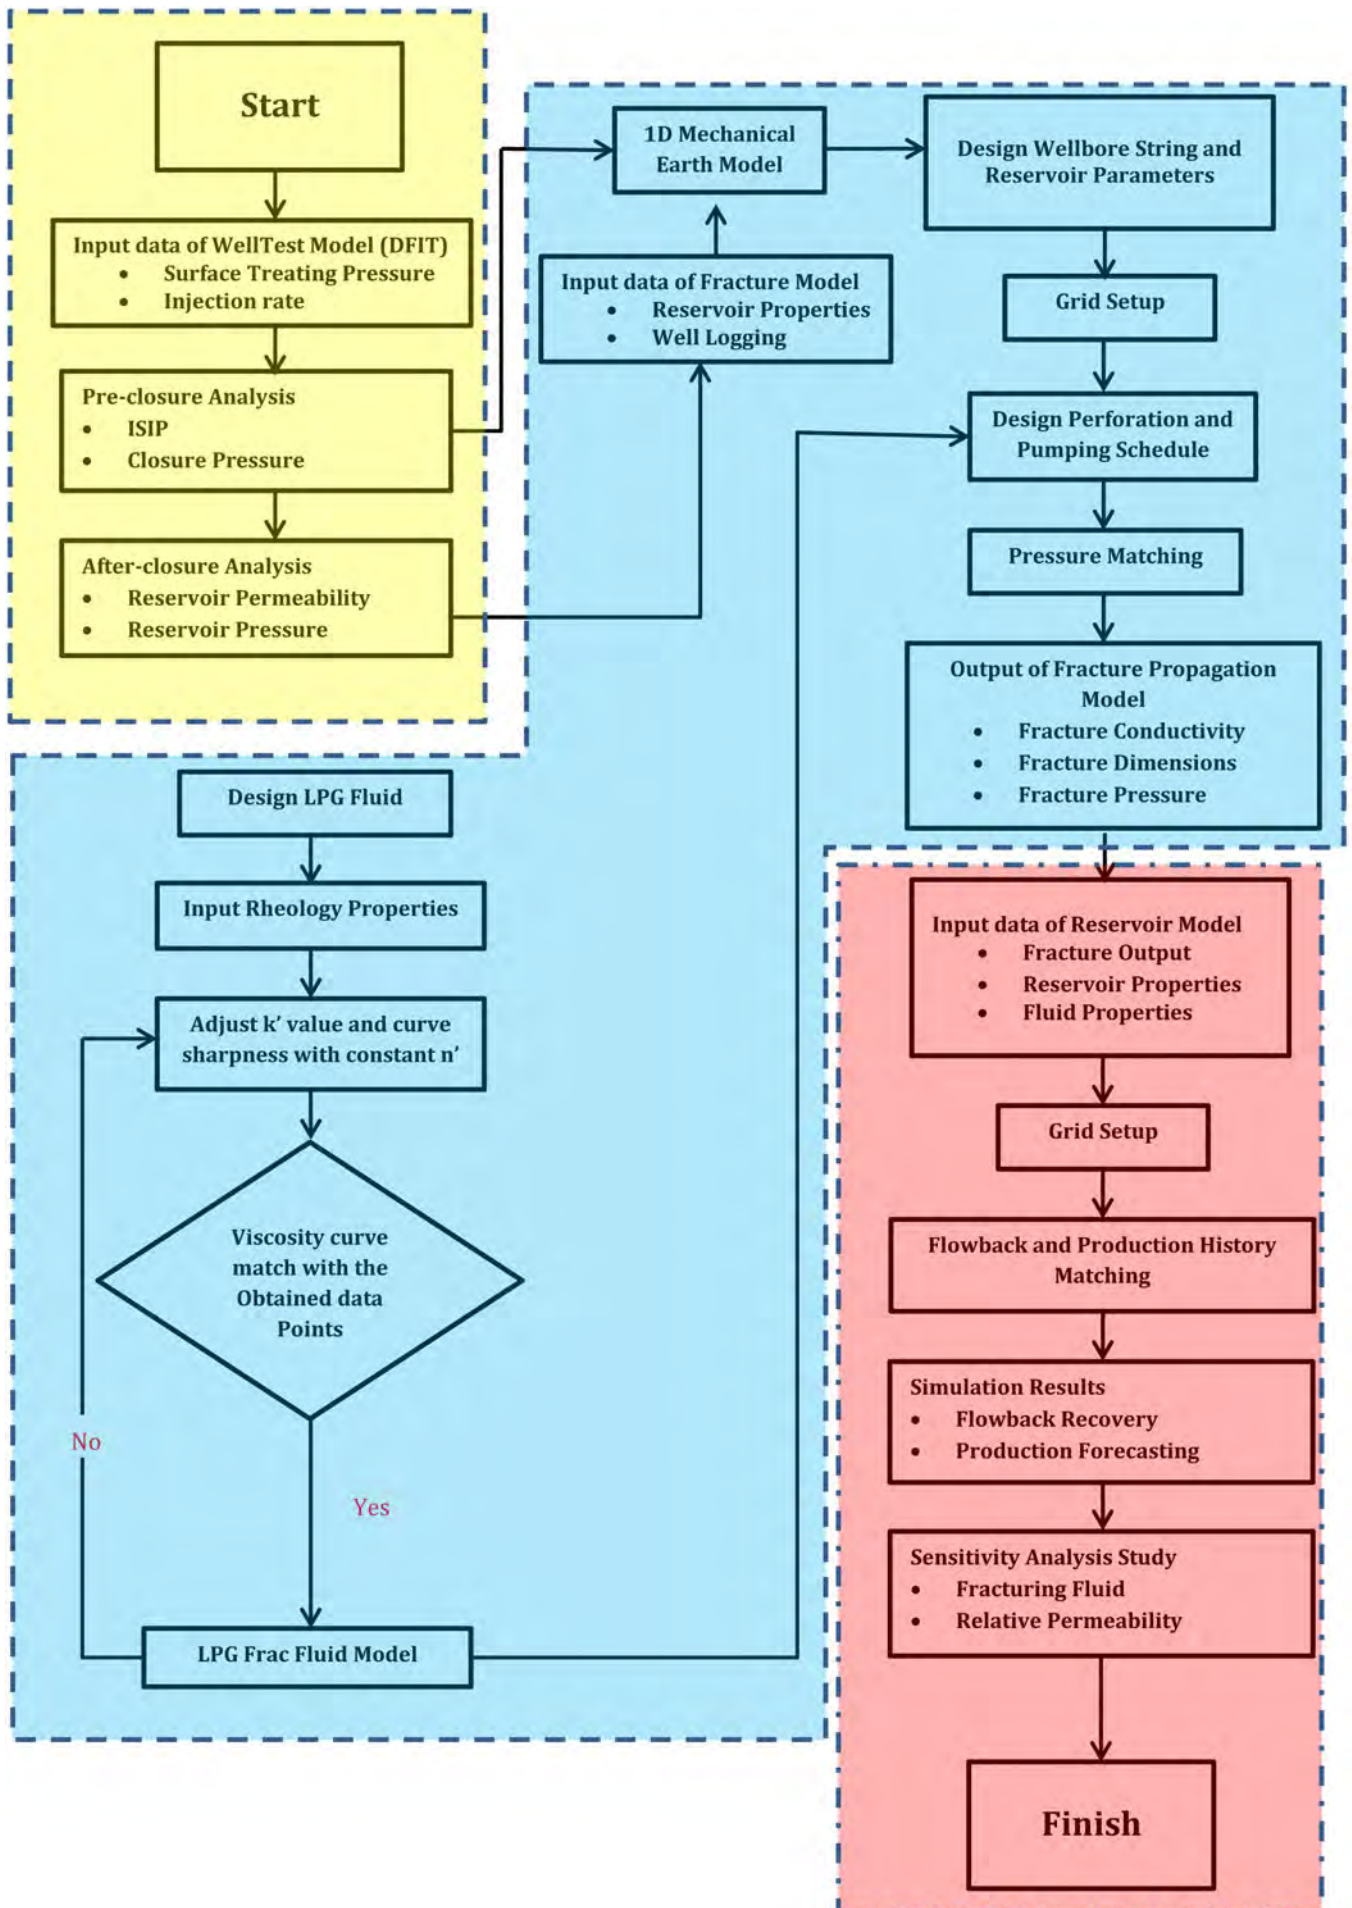 Start
Input data of WellTest Model (DFIT)
• Surface Treating Pressure
• Injection rate
Pre-closure Analysis
• ISIP
• Closure Pressure
After-closure Analysis
• Reservoir Permeability
• Reservoir Pressure
1D Mechanical
Earth Model
Input data of Fracture Model
• Reservoir Properties
• Well Logging
Design Wellbore String and
Reservoir Parameters
Grid Setup
Design Perforation and
Pumping Schedule
Pressure Matching
Output of Fracture Propagation
Model
• Fracture Conductivity
• Fracture Dimensions
• Fracture Pressure
Design LPG Fluid
Input Rheology Properties
Adjust k’ value and curve
sharpness with constant n’
Viscosity curve
match with the
Obtained data
Points
No
Yes
LPG Frac Fluid Model
Input data of Reservoir Model
• Fracture Output
• Reservoir Properties
• Fluid Properties
Grid Setup
Flowback and Production History
Matching
Simulation Results
• Flowback Recovery
• Production Forecasting
Sensitivity Analysis Study
• Fracturing Fluid
• Relative Permeability
Finish